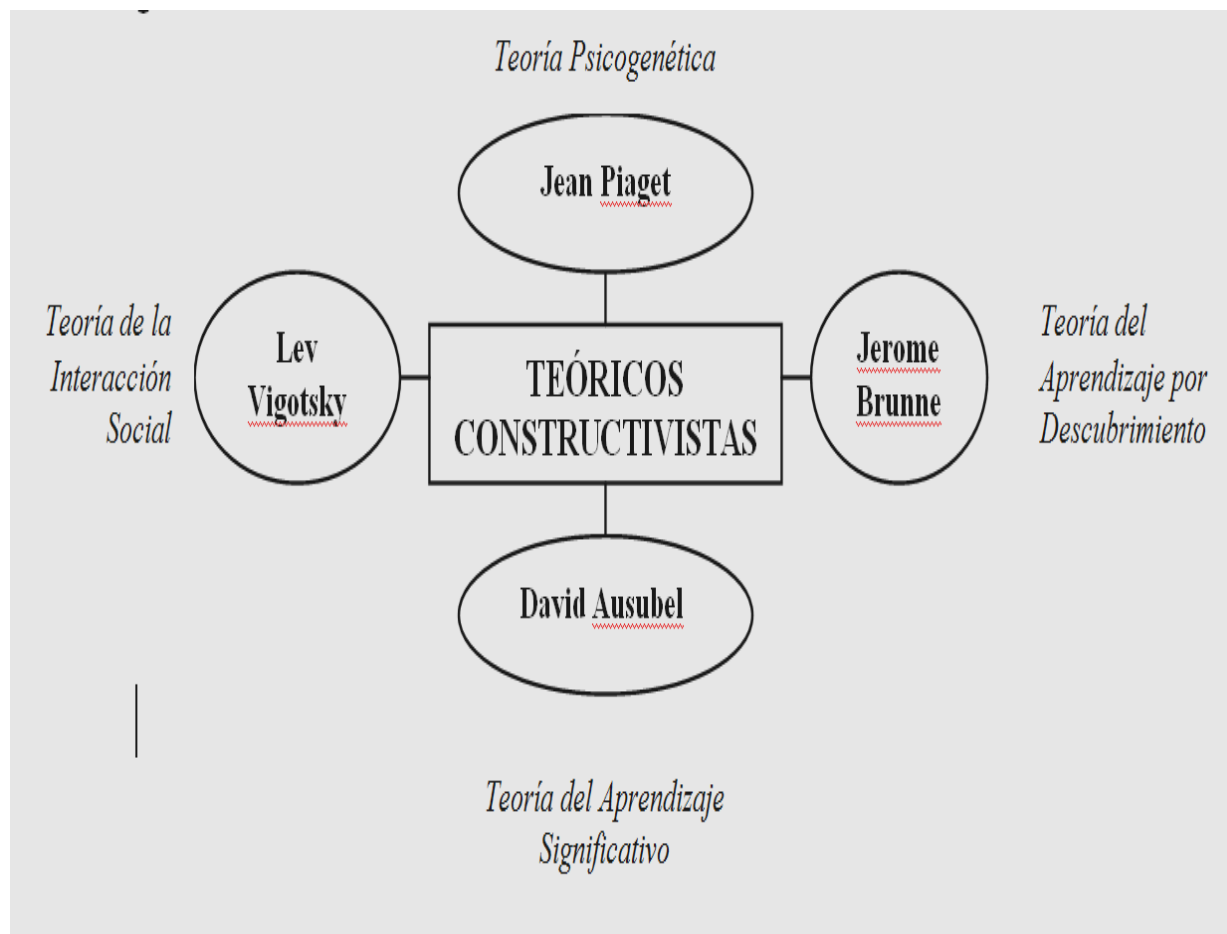 Teoría Psicogenética
Jean Piaget
Teoría de la
Interacción
Social
Lev
Vigotsky
TEÓRICOS
CONSTRUCTIVISTAS
Jerome
Brunne
Teoría del
Aprendizaje por
Descubrimiento
David Ausubel
Teoría del Aprendizaje
Significativo